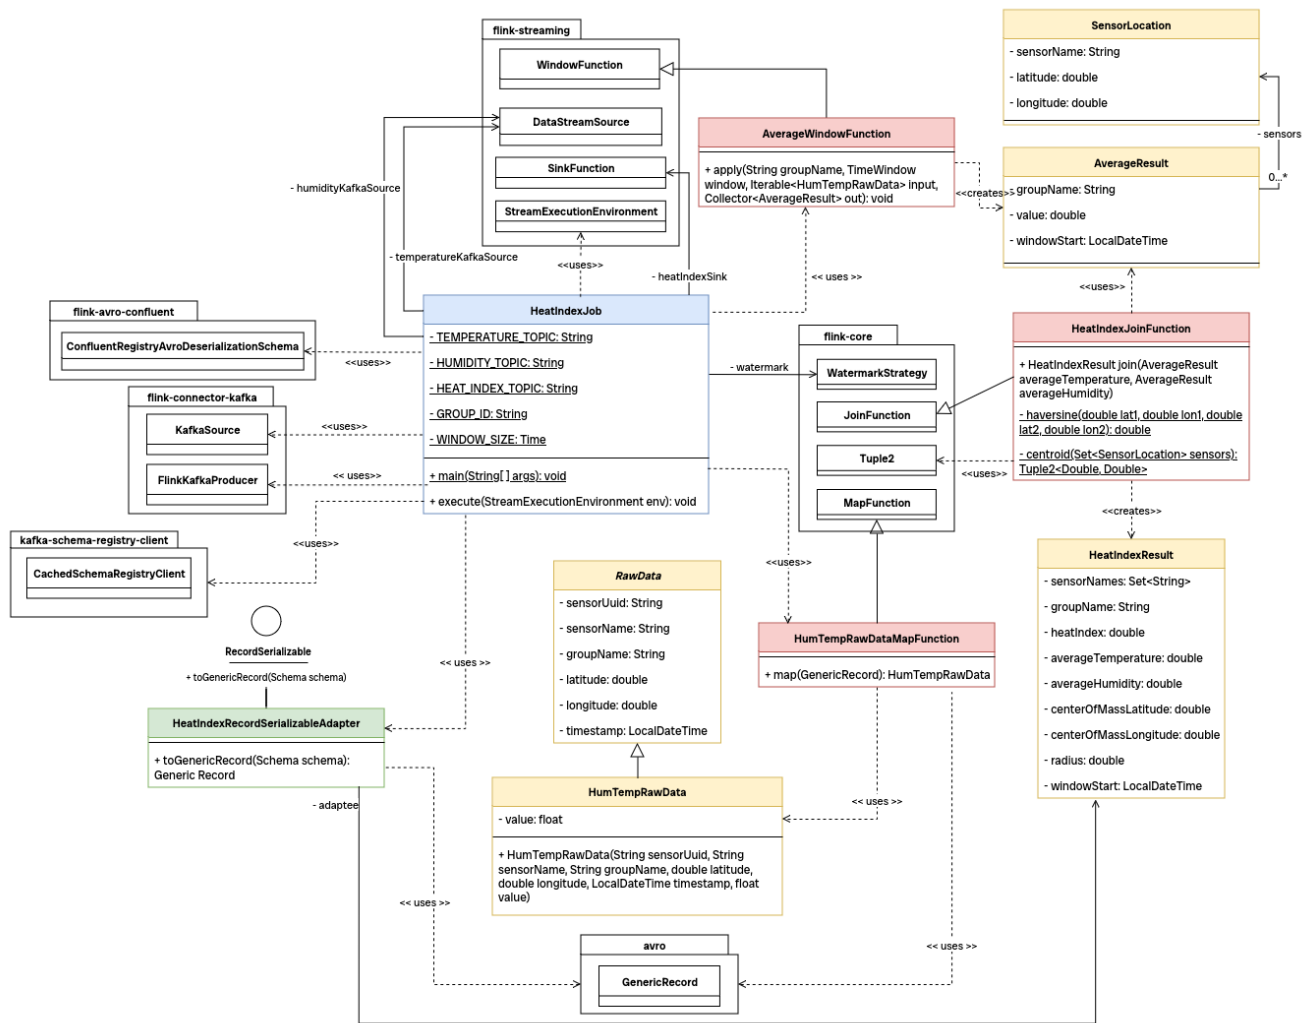 flink-streaming
WindowFunction
DataStreamSource
SinkFunction
StreamExecutionEnvironment
- humidityKafkaSource
- temperatureKafkaSource
<<uses>>
- heatIndexSink
AverageWindowFunction
+ apply(String groupName, TimeWindow
window, Iterable<HumTempRawData> input,
Collector<AverageResult> out): void
<< uses >>
<<creates>>
SensorLocation
- sensorName: String
- latitude: double
- longitude: double
- sensors
0...*
AverageResult
- groupName: String
- value: double
- windowStart: LocalDateTime
<<uses>>
HeatIndexJoinFunction
+ HeatIndexResult join(AverageResult
averageTemperature, AverageResult
averageHumidity)
- haversine(double lat1, double lon1, double
lat2, double lon2): double
- centroid(Set<SensorLocation> sensors):
Tuple2<Double, Double>
<<uses>>
<<creates>>
HeatIndexJob
- TEMPERATURE_TOPIC: String
- HUMIDITY_TOPIC: String
- HEAT_INDEX_TOPIC: String
- GROUP_ID: String
- WINDOW_SIZE: Time
+ main(String[] args): void
+ execute(StreamExecutionEnvironment env): void
- watermark
flink-core
WatermarkStrategy
JoinFunction
Tuple2
MapFunction
flink-avro-confluent
ConfluentRegistryAvroDeserializationSchema
<<uses>>
flink-connector-kafka
KafkaSource
FlinkKafkaProducer
<<uses>>
<< uses>>
kafka-schema-registry-client
CachedSchemaRegistryClient
<<uses>>
RecordSerializable
+ toGenericRecord(Schema schema)
HeatIndexRecordSerializableAdapter
+ toGenericRecord(Schema schema):
Generic Record
- adaptee
<< uses >>
<< uses >>
RawData
- sensorUuid: String
- sensorName: String
- groupName: String
- latitude: double
- longitude: double
- timestamp: LocalDateTime
HumTempRawData
- value: float
+ HumTempRawData(String sensorUuid, String
sensorName, String groupName, double latitude,
double longitude, LocalDateTime timestamp, float
value)
<<uses>>
HumTempRawDataMapFunction
+ map(GenericRecord): HumTempRawData
<< uses >>
<< uses >>
HeatIndexResult
- sensorNames: Set<String>
- groupName: String
- heatIndex: double
- averageTemperature: double
- averageHumidity: double
- centerOfMassLatitude: double
- centerOfMassLongitude: double
- radius: double
- windowStart: LocalDateTime
avro
GenericRecord